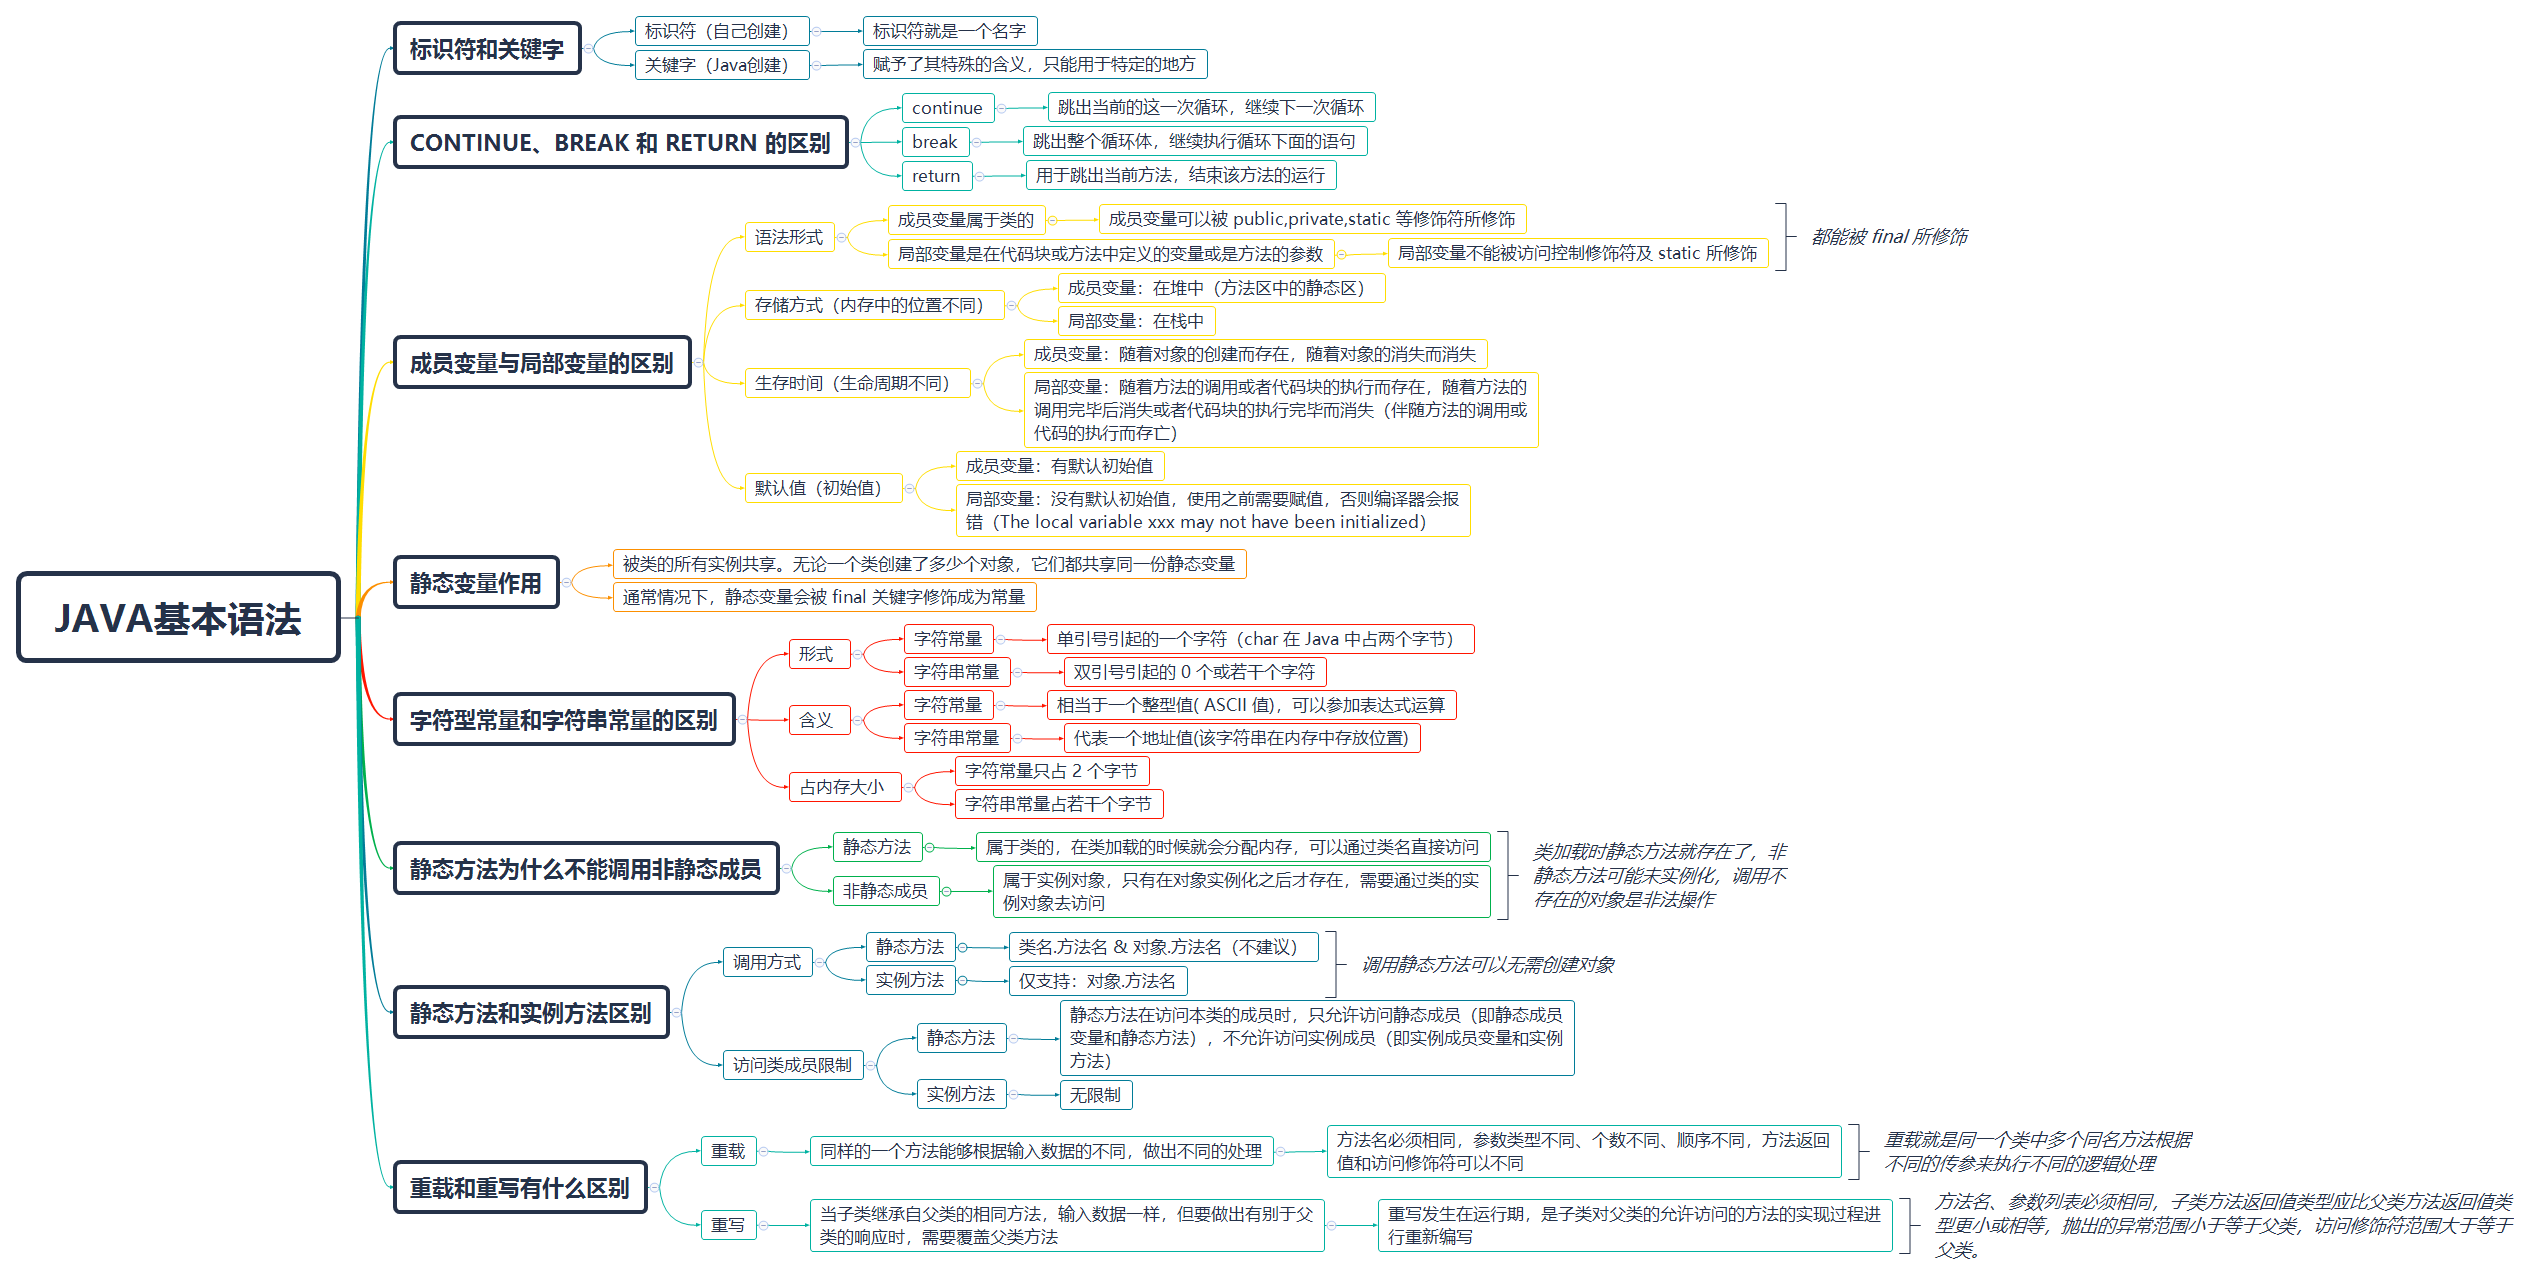 JAVA基本语法
标识符和关键字
标识符（自己创建）
标识符就是一个名字
关键字（Java创建）
赋予了其特殊的含义，只能用于特定的地方
CONTINUE、BREAK 和 RETURN 的区别
continue
跳出当前的这一次循环，继续下一次循环
break
跳出整个循环体，继续执行循环下面的语句
return
用于跳出当前方法，结束该方法的运行
成员变量与局部变量的区别
语法形式
成员变量属于类的
成员变量可以被 public,private,static 等修饰符所修饰
局部变量是在代码块或方法中定义的变量或是方法的参数
局部变量不能被访问控制修饰符及 static 所修饰
都能被 final 所修饰
存储方式（内存中的位置不同）
成员变量：在堆中（方法区中的静态区）
局部变量：在栈中
生存时间（生命周期不同）
成员变量：随着对象的创建而存在，随着对象的消失而消失
局部变量：随着方法的调用或者代码块的执行而存在，随着方法的
调用完毕后消失或者代码块的执行完毕而消失（伴随方法的调用或
代码的执行而存亡）
默认值（初始值）
成员变量：有默认初始值
局部变量：没有默认初始值，使用之前需要赋值，否则编译器会报
错（The local variable xxx may not have been initialized）
静态变量作用
被类的所有实例共享。无论一个类创建了多少个对象，它们都共享同一份静态变量
通常情况下，静态变量会被 final 关键字修饰成为常量
字符型常量和字符串常量的区别
形式
字符常量
单引号引起的一个字符（char 在 Java 中占两个字节）
字符串常量
双引号引起的 0 个或若干个字符
含义
字符常量
相当于一个整型值( ASCII 值)，可以参加表达式运算
字符串常量
代表一个地址值(该字符串在内存中存放位置)
占内存大小
字符常量只占 2 个字节
字符串常量占若干个字节
静态方法为什么不能调用非静态成员
静态方法
属于类的，在类加载的时候就会分配内存，可以通过类名直接访问
非静态成员
属于实例对象，只有在对象实例化之后才存在，需要通过类的实
例对象去访问
类加载时静态方法就存在了，非
静态方法可能未实例化，调用不
存在的对象是非法操作
静态方法和实例方法区别
调用方式
静态方法
类名.方法名 & 对象.方法名（不建议）
实例方法
仅支持：对象.方法名
调用静态方法可以无需创建对象
访问类成员限制
静态方法
静态方法在访问本类的成员时，只允许访问静态成员（即静态成员
变量和静态方法），不允许访问实例成员（即实例成员变量和实例
方法）
实例方法
无限制
重载和重写有什么区别
重载
同样的一个方法能够根据输入数据的不同，做出不同的处理
方法名必须相同，参数类型不同、个数不同、顺序不同，方法返回
值和访问修饰符可以不同
重载就是同一个类中多个同名方法根据
不同的传参来执行不同的逻辑处理
重写
当子类继承自父类的相同方法，输入数据一样，但要做出有别于父
类的响应时，需要覆盖父类方法
重写发生在运行期，是子类对父类的允许访问的方法的实现过程进
行重新编写
方法名、参数列表必须相同，子类方法返回值类型应比父类方法返回值类
型更小或相等，抛出的异常范围小于等于父类，访问修饰符范围大于等于
父类。